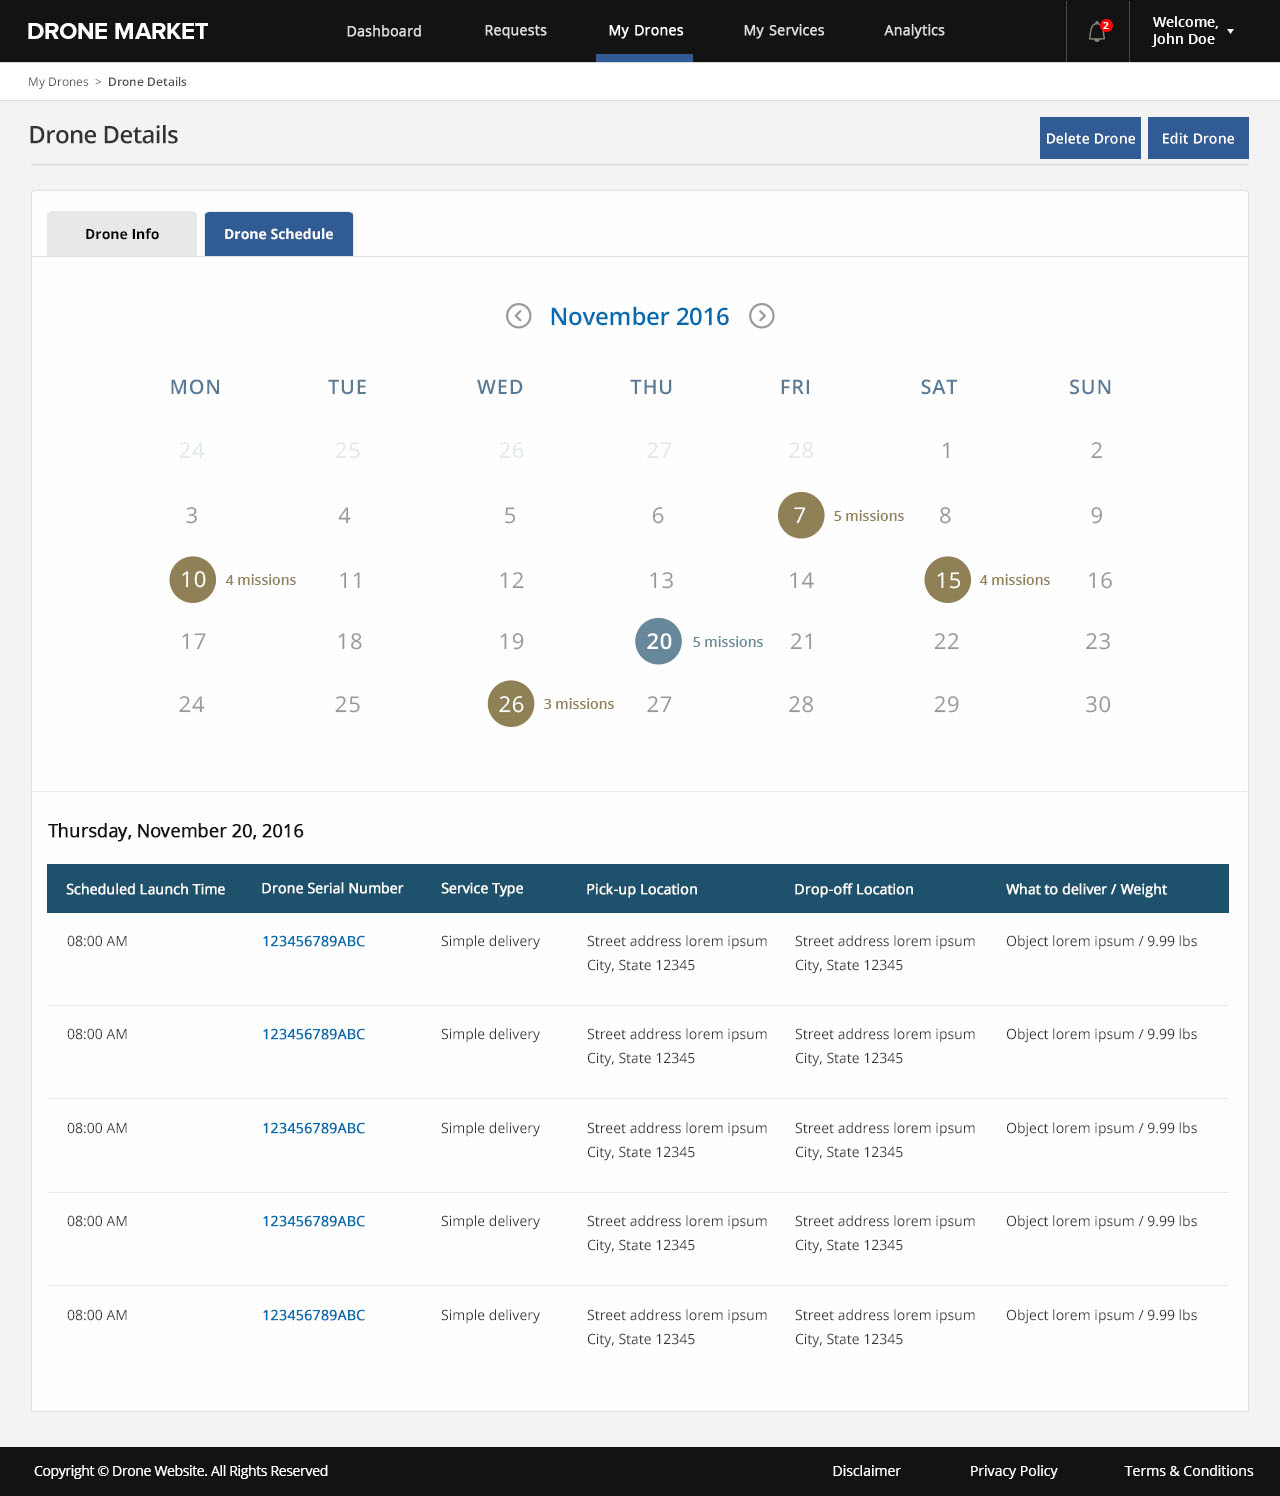 DRONE MARKET
Dashboard
Requests
My Drones
My Services
Analytics
2
Welcome,
John Doe
My Drones > Drone Details
Drone Details
Delete Drone
Edit Drone
Drone Info
Drone Schedule
November 2016
MON TUE WED THU FRI SAT SUN
24 25 26 27 28 1 2
3 4 5 6 7 5 missions 8 9
10 4 missions 11 12 13 14 15 4 missions 16
17 18 19 20 5 missions 21 22 23
24 25 26 3 missions 27 28 29 30
Thursday, November 20, 2016
Scheduled Launch Time Drone Serial Number Service Type Pick-up Location Drop-off Location What to deliver / Weight
08:00 AM 123456789ABC Simple delivery Street address lorem ipsum Street address lorem ipsum Object lorem ipsum / 9.99 lbs
City, State 12345 City, State 12345
08:00 AM 123456789ABC Simple delivery Street address lorem ipsum Street address lorem ipsum Object lorem ipsum / 9.99 lbs
City, State 12345 City, State 12345
08:00 AM 123456789ABC Simple delivery Street address lorem ipsum Street address lorem ipsum Object lorem ipsum / 9.99 lbs
City, State 12345 City, State 12345
08:00 AM 123456789ABC Simple delivery Street address lorem ipsum Street address lorem ipsum Object lorem ipsum / 9.99 lbs
City, State 12345 City, State 12345
08:00 AM 123456789ABC Simple delivery Street address lorem ipsum Street address lorem ipsum Object lorem ipsum / 9.99 lbs
City, State 12345 City, State 12345
Copyright © Drone Website. All Rights Reserved
Disclaimer
Privacy Policy
Terms & Conditions